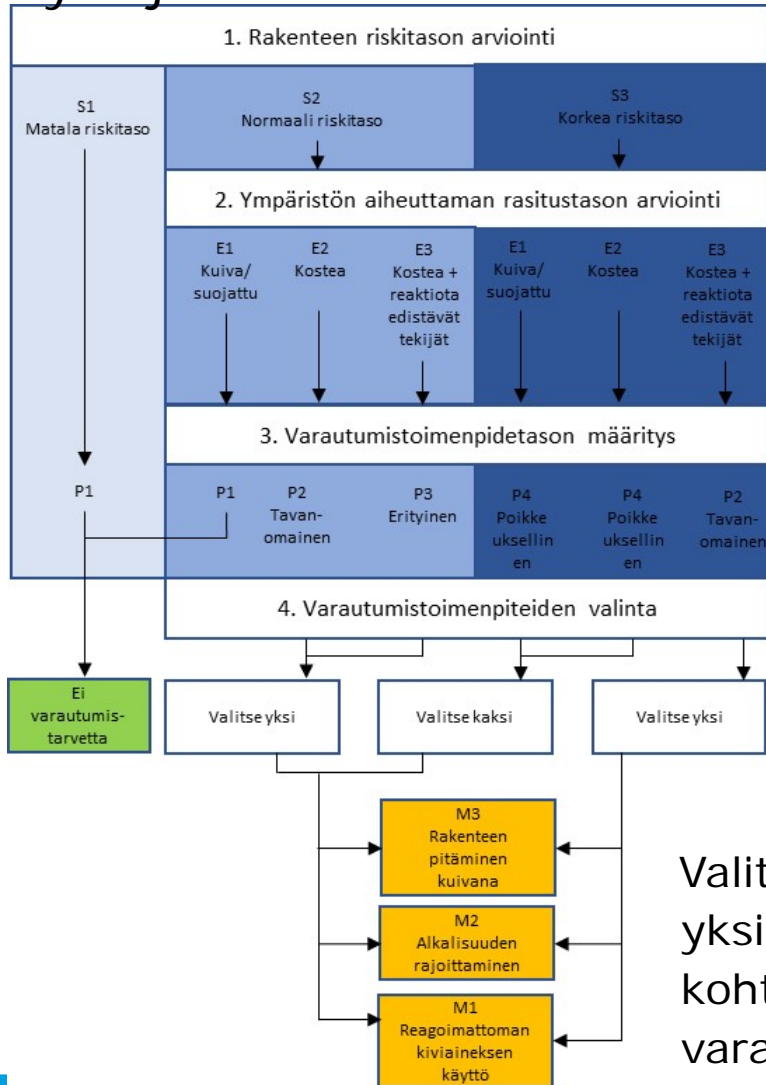 1. Rakenteen riskitason arviointi
S1
Matala riskitaso
S2
Normaali riskitaso
S3
Korkea riskitaso
2. Ympäristön aiheuttaman rasitustason arviointi
E1
Kuiva/
suojattu
E2
Kostea
E3
Kostea +
reaktiota
edistävät
tekijät
E1
Kuiva/
suojattu
E2
Kostea
E3
Kostea +
reaktiota
edistävät
tekijät
3. Varautumistoimenpidetason määritys
P1
P1
P2
Tavan-
omainen
P3
Erityinen
P4
Poikke
uksellin
en
P4
Poikke
uksellin
en
P2
Tavan-
omainen
4. Varautumistoimenpiteiden valinta
Ei
varautumis-
tarvetta
Valitse yksi
Valitse kaksi
Valitse yksi
M3
Rakenteen
pitäminen
kuivana
M2
Alkalisuuden
rajoittaminen
M1
Reagoimattoman
kiviaineksen
käyttö
Valit
yksi
koht
vara